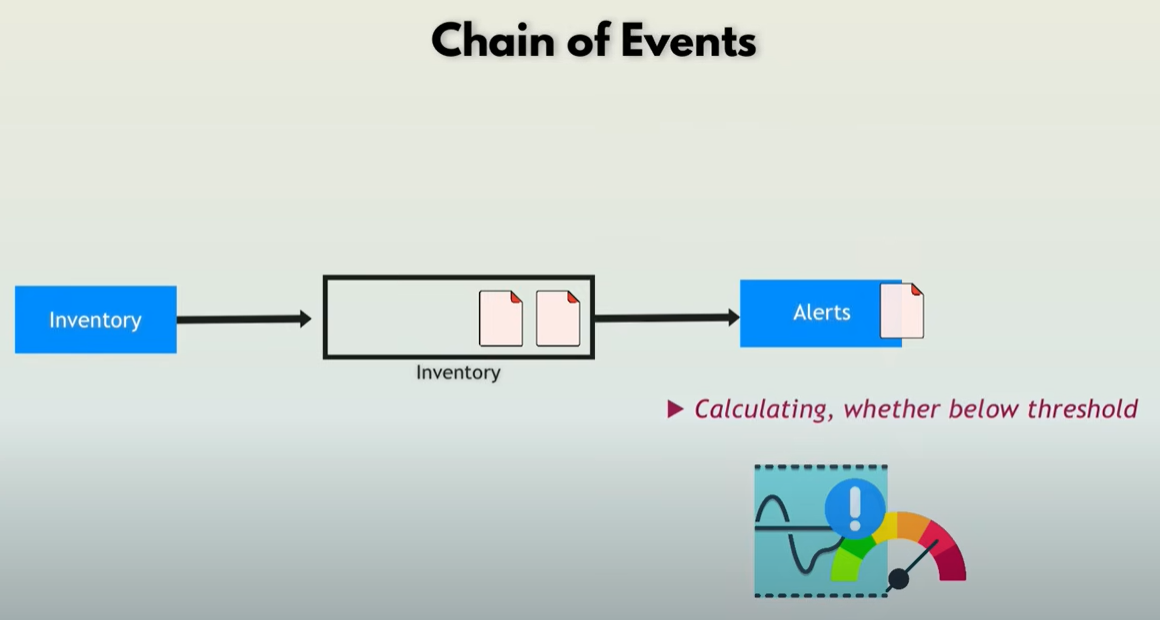 Chain of Events
Inventory
Inventory
Alerts
▶ Calculating, whether below threshold
!